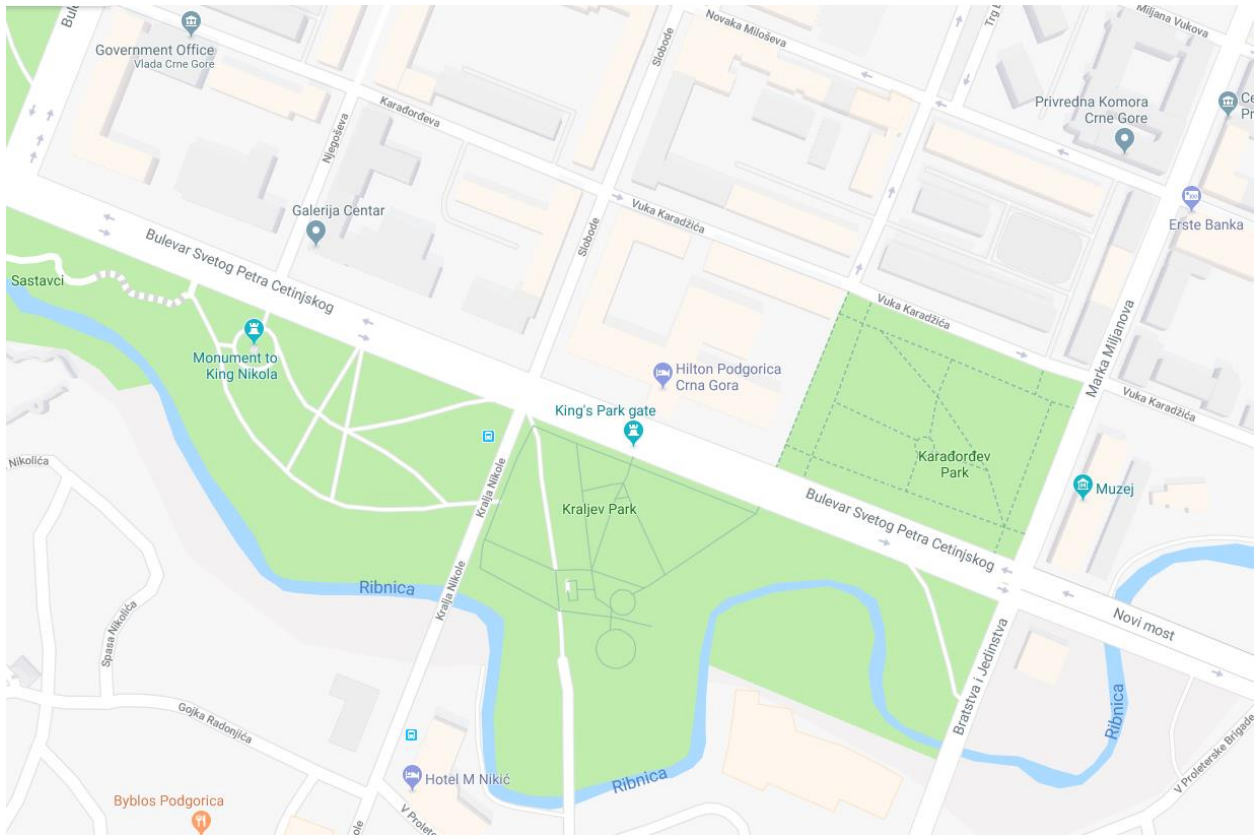 Government Office
Vlada Crne Gore
Slobode
Novaka Miloševa
Miljana Vukova
Privredna Komora
Crne Gore
Karađorđeva
Njegoševa
Galerija Centar
Vuka Karadžića
Erste Banka
Slobode
Bulevar Svetog Petra Cetinjskog
Sastavci
Monument to
King Nikola
Vuka Karadžića
Marka Miljanova
Hilton Podgorica
Crna Gora
King's Park gate
Vuka Karadžića
Karađorđev
Park
Muzej
Nikolića
Kralja Nikole
Kraljev Park
Bulevar Svetog Petra Cetinjskog
Ribnica
Kralja Nikole
Spasa Nikolića
Novi most
Bratstva i Jedinstva
Ribnica
Gojka Radonjića
Hotel M Nikić
Ribnica
V Proleterske Brigade
Byblos Podgorica
V Prolete